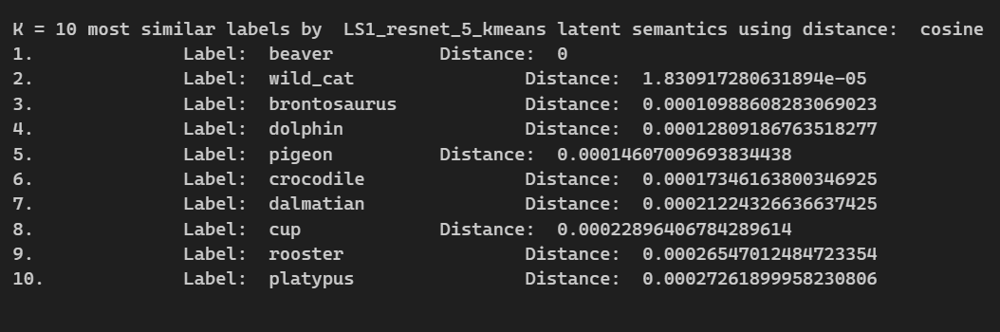 K = 10 most similar labels by  LS1_resnet_5_kmeans latent semantics using distance:  cosine
1.              Label:  beaver          Distance:  0
2.              Label:  wild_cat                Distance:  1.830917280631894e-05
3.              Label:  brontosaurus            Distance:  0.00010988608283069023
4.              Label:  dolphin                 Distance:  0.00012809186763518277
5.              Label:  pigeon          Distance:  0.00014607009693834438
6.              Label:  crocodile               Distance:  0.00017346163800346925
7.              Label:  dalmatian               Distance:  0.00021224326636637425
8.              Label:  cup             Distance:  0.00022896406784289614
9.              Label:  rooster                 Distance:  0.00026547012484723354
10.             Label:  platypus                Distance:  0.00027261899958230806